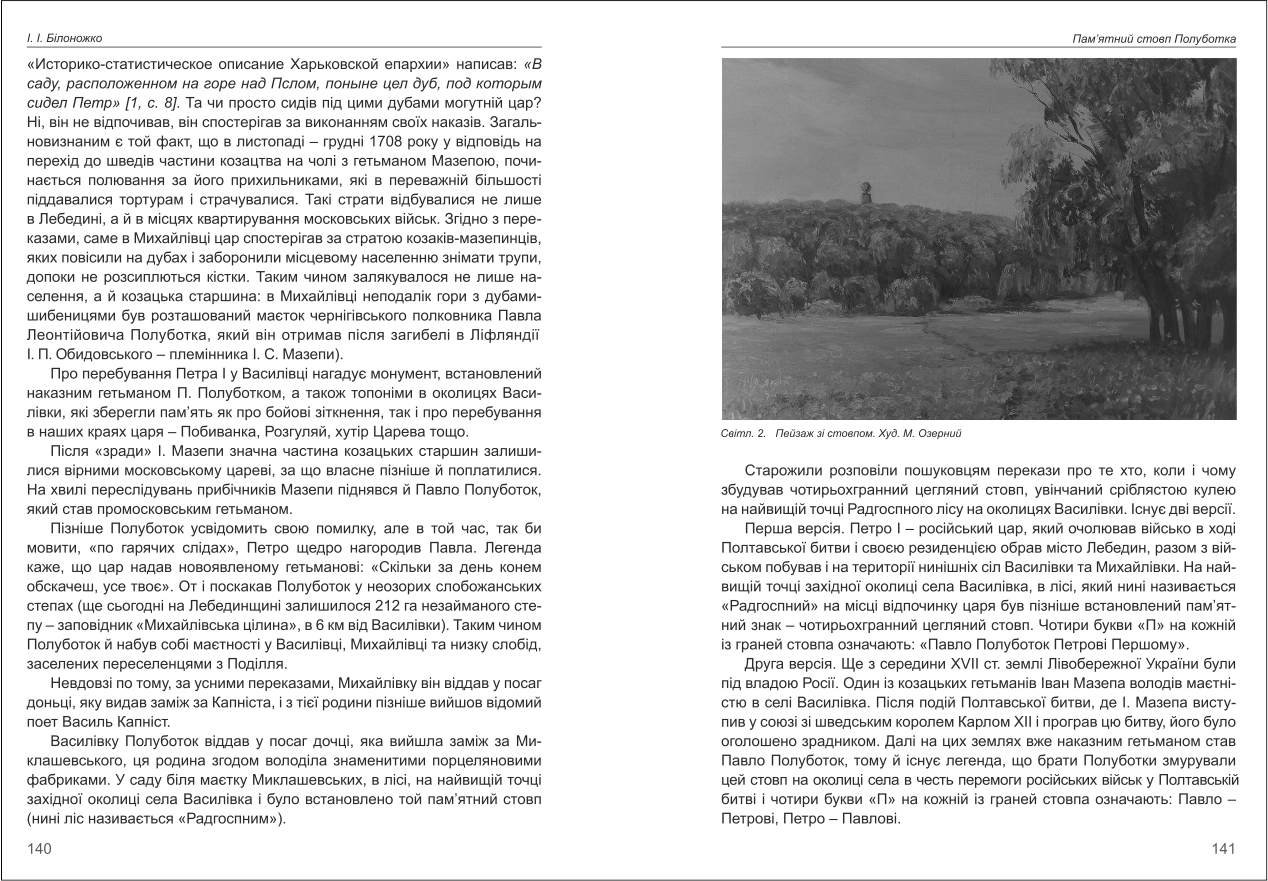 І. І. Білоножко
«Историко-статистическое описание Харьковской епархии» написав: «В
саду, расположенном на горе над Пслом, поныне цел дуб, под которым
сидел Петр» [1, с. 8]. Та чи просто сидів під цими дубами могутній цар?
Ні, він не відпочивав, він спостерігав за виконанням своїх наказів. Загаль-
новизнаним є той факт, що в листопаді – грудні 1708 року у відповідь на
перехід до шведів частини козацтва на чолі з гетьманом Мазепою, почи-
нається полювання за його прихильниками, які в переважній більшості
піддавалися тортурам і страчувалися. Такі страти відбувалися не лише
в Лебедині, а й в місцях квартирування московських військ. Згідно з пере-
казами, саме в Михайлівці цар спостерігав за стратою козаків-мазепинців,
яких повісили на дубах і заборонили місцевому населенню знімати трупи,
допоки не розсиплються кістки. Таким чином залякувалося не лише на-
селення, а й козацька старшина: в Михайлівці неподалік гори з дубами-
шибеницями був розташований маєток чернігівського полковника Павла
Леонтійовича Полуботка, який він отримав після загибелі в Ліфляндії
І. П. Обидовського – племінника І. С. Мазепи).
Про перебування Петра І у Василівці нагадує монумент, встановлений
наказним гетьманом П. Полуботком, а також топоніми в околицях Васи-
лівки, які зберегли пам’ять як про бойові зіткнення, так і про перебування
в наших краях царя – Побиванка, Розгуляй, хутір Царева тощо.
Після «зради» І. Мазепи значна частина козацьких старшин залиши-
лися вірними московському цареві, за що власне пізніше й поплатилися.
На хвилі переслідувань прибічників Мазепи піднявся й Павло Полуботок,
який став промосковським гетьманом.
Пізніше Полуботок усвідомить свою помилку, але в той час, так би
мовити, «по гарячих слідах», Петро щедро нагородив Павла. Легенда
каже, що цар надав новоявленому гетьманові: «Скільки за день конем
обскачеш, усе твоє». От і поскакав Полуботок у неозорих слобожанських
степах (ще сьогодні на Лебединщині залишилося 212 га незайманого сте-
пу – заповідник «Михайлівська цілина», в 6 км від Василівки). Таким чином
Полуботок й набув собі маєтності у Василівці, Михайлівці та низку слобід,
заселених переселенцями з Поділля.
Невдовзі по тому, за усними переказами, Михайлівку він віддав у посаг
доньці, яку видав заміж за Капніста, і з тієї родини пізніше вийшов відомий
поет Василь Капніст.
Василівку Полуботок віддав у посаг дочці, яка вийшла заміж за Ми-
клашевського, ця родина згодом володіла знаменитими порцеляновими
фабриками. У саду біля маєтку Миклашевських, в лісі, на найвищій точці
західної околиці села Василівка і було встановлено той пам’ятний стовп
(нині ліс називається «Радгоспним»).
140
Пам’ятний стовп Полуботка
Світл. 2. Пейзаж зі стовпом. Худ. М. Озерний
Старожили розповіли пошуковцям перекази про те хто, коли і чому
збудував чотирьохгранний цегляний стовп, увінчаний сріблястою кулею
на найвищій точці Радгоспного лісу на околицях Василівки. Існує дві версії.
Перша версія. Петро І – російський цар, який очолював військо в ході
Полтавської битви і своєю резиденцією обрав місто Лебедин, разом з вій-
ськом побував і на території нинішніх сіл Василівки та Михайлівки. На най-
вищій точці західної околиці села Василівка, в лісі, який нині називається
«Радгоспний» на місці відпочинку царя був пізніше встановлений пам’ят-
ний знак – чотирьохгранний цегляний стовп. Чотири букви «П» на кожній
із граней стовпа означають: «Павло Полуботок Петрові Першому».
Друга версія. Ще з середини XVII ст. землі Лівобережної України були
під владою Росії. Один із козацьких гетьманів Іван Мазепа володів маєтні-
стю в селі Василівка. Після подій Полтавської битви, де І. Мазепа висту-
пив у союзі зі шведським королем Карлом XII і програв цю битву, його було
оголошено зрадником. Далі на цих землях вже наказним гетьманом став
Павло Полуботок, тому й існує легенда, що брати Полуботки змурували
цей стовп на околиці села в честь перемоги російських військ у Полтавській
битві і чотири букви «П» на кожній із граней стовпа означають: Павло –
Петрові, Петро – Павлові.
141